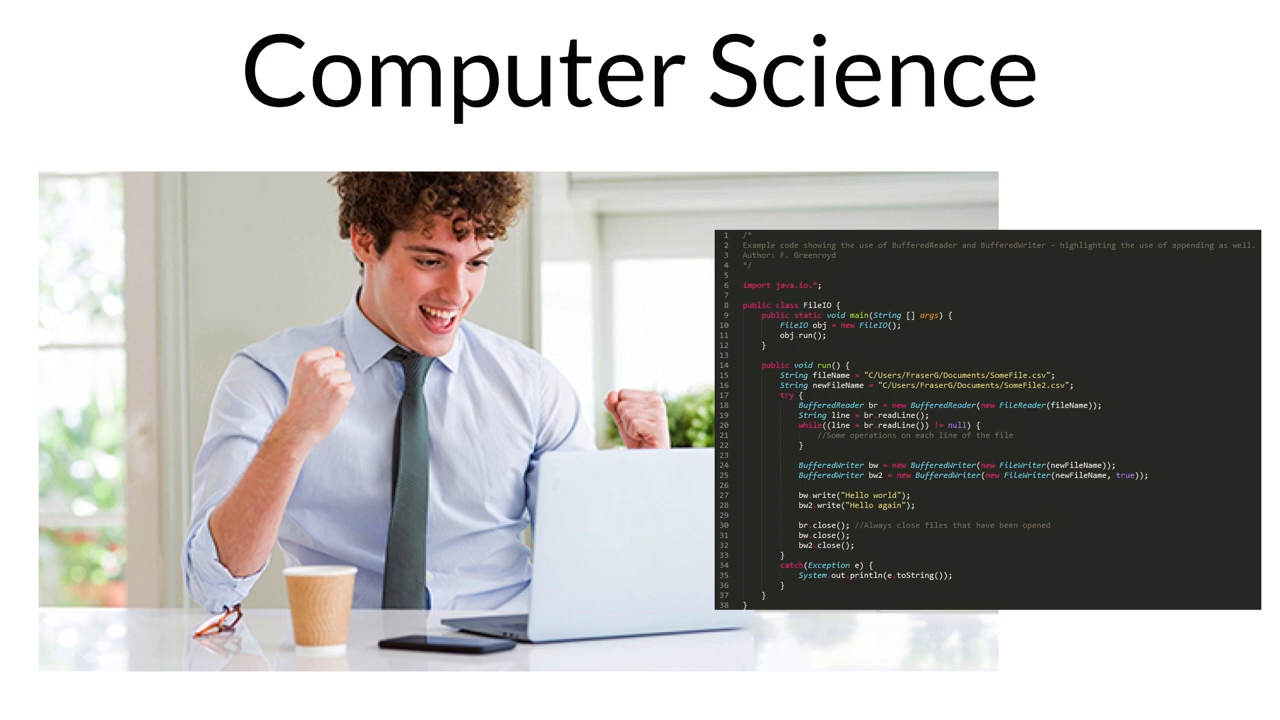 Computer Science
1 /*
2 Example code showing the use of BufferedReader and BufferedWriter - highlighting the use of appending as well.
3 Author: F. Greenroyd
4 */
5
6 import java.io.*;
7
8 public class FileIO {
9 public static void main(String [] args) {
10 FileIO obj = new FileIO();
11 obj.run();
12 }
13
14 public void run() {
15 String fileName = "C/Users/FraserG/Documents/SomeFile.csv";
16 String newFileName = "C/Users/FraserG/Documents/SomeFile2.csv";
17 try {
18 BufferedReader br = new BufferedReader(new FileReader(fileName));
19 String line = br.readLine();
20 while((line = br.readLine()) != null) {
21 //Some operations on each line of the file
22 }
23
24 BufferedWriter bw = new BufferedWriter(new FileWriter(newFileName));
25 BufferedWriter bw2 = new BufferedWriter(new FileWriter(newFileName, true));
26
27 bw.write("Hello world");
28 bw2.write("Hello again");
29
30 br.close(); //Always close files that have been opened
31 bw.close();
32 bw2.close();
33 }
34 catch(Exception e) {
35 System.out.println(e.toString());
36 }
37 }
38 }